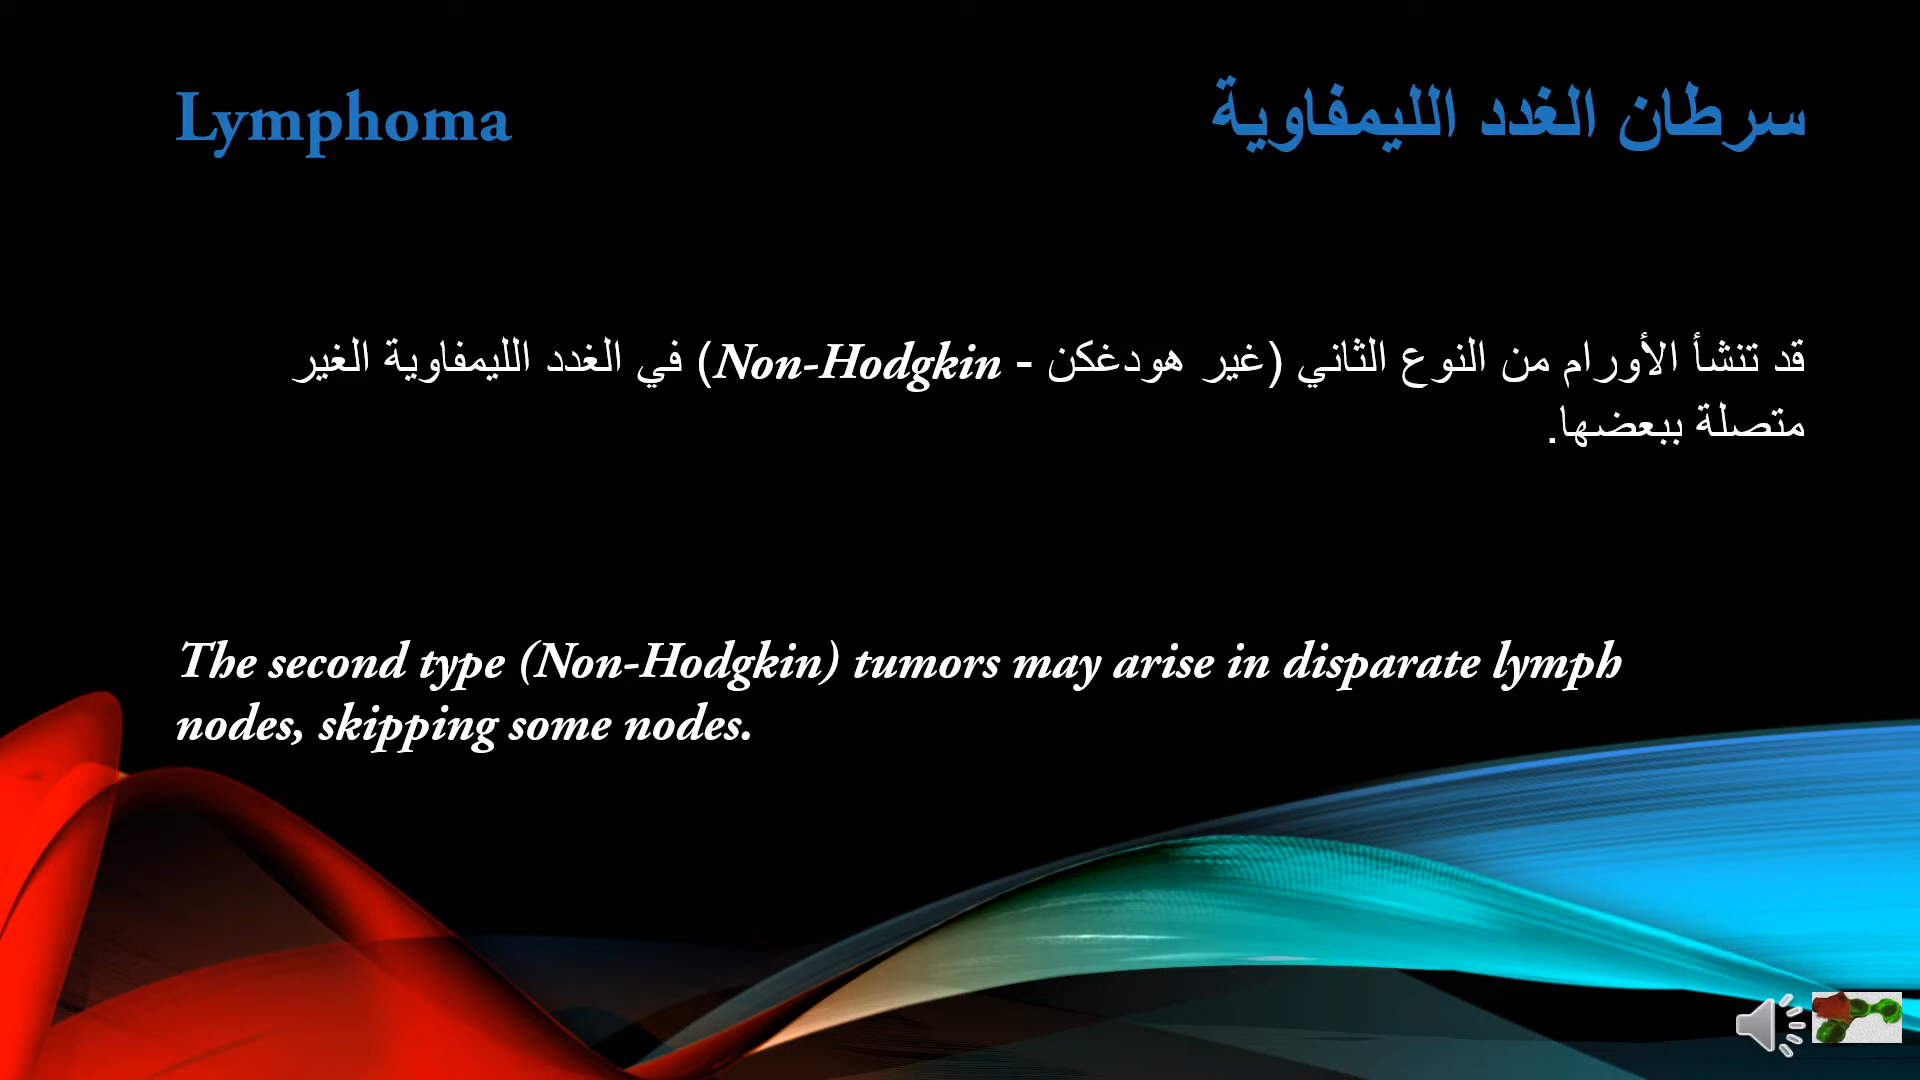 Lymphoma
سرطان الغدد الليمفاوية
قد تنشأ الأورام من النوع الثاني (غير هودغكن - Non-Hodgkin) في الغدد الليمفاوية الغير
متصلة ببعضها.
The second type (Non-Hodgkin) tumors may arise in disparate lymph
nodes, skipping some nodes.